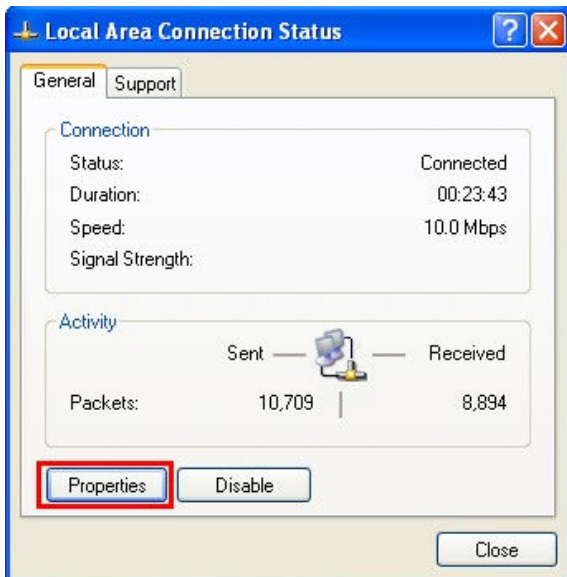 Local Area Connection Status
General Support
Connection
Status: Connected
Duration: 00:23:43
Speed: 10.0 Mbps
Signal Strength:
Activity
Sent Received
Packets: 10,709 8,894
Properties Disable
Close